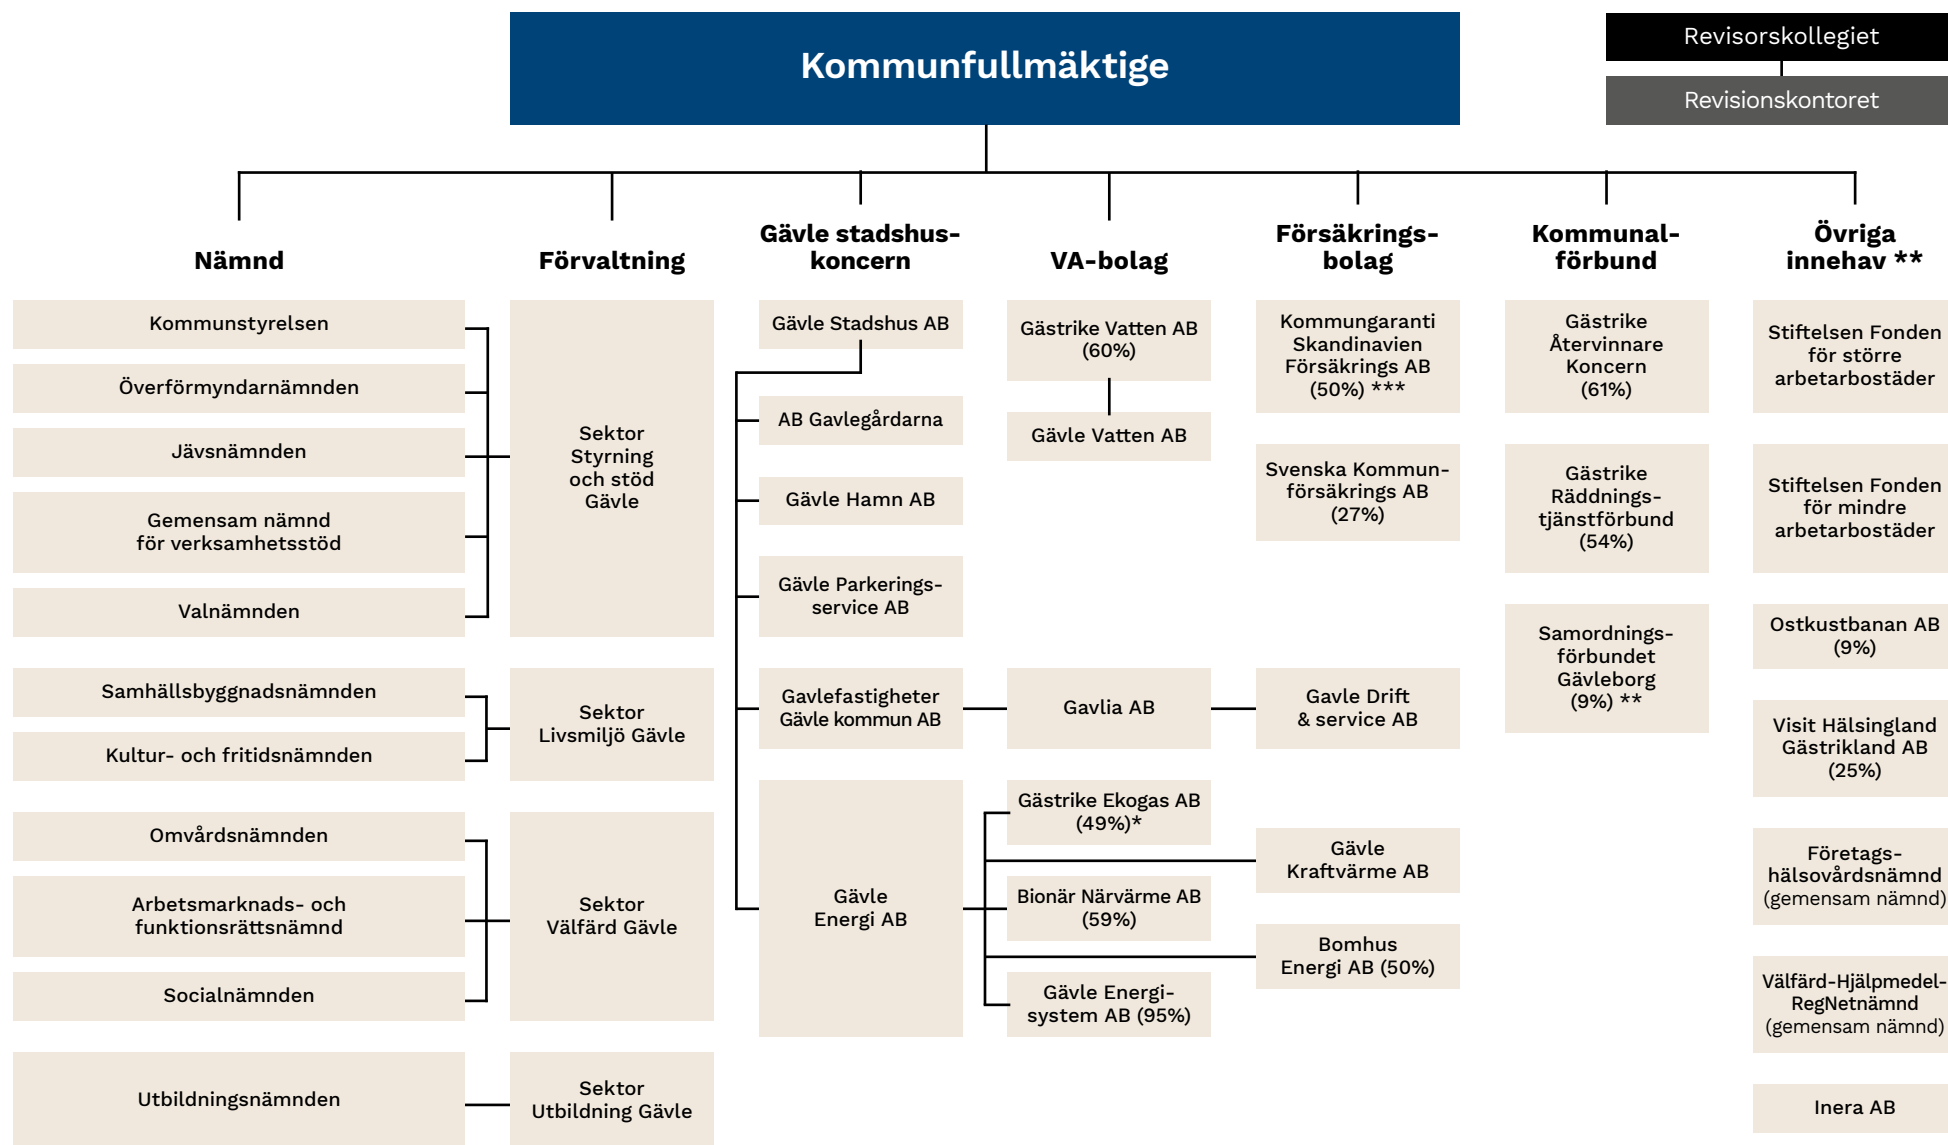 Kommunfullmäktige
Revisorskollegiet
Revisionskontoret
Nämnd
Kommunstyrelsen
Överförmyndarnämnden
Jävsnämnden
Gemensam nämnd
för verksamhetsstöd
Valnämnden
Samhällsbyggnadsnämnden
Kultur- och fritidsnämnden
Omvårdsnämnden
Arbetsmarknads- och
funktionsrättsnämnd
Socialnämnden
Utbildningsnämnden
Förvaltning
Sektor
Styrning
och stöd
Gävle
Sektor
Livsmiljö Gävle
Sektor
Välfärd Gävle
Sektor
Utbildning Gävle
Gävle stadshus-
koncern
Gävle Stadshus AB
AB Gavlegårdarna
Gävle Hamn AB
Gävle Parkerings-
service AB
Gavlefastigheter
Gävle kommun AB
Gävle
Energi AB
VA-bolag
Gästrike Vatten AB
(60%)
Gävle Vatten AB
Gavlia AB
Gästrike Ekogas AB
(49%)*
Bionär Närvärme AB
(59%)
Gävle Energi-
system AB (95%)
Försäkrings-
bolag
Kommungaranti
Skandinavien
Försäkrings AB
(50%) ***
Svenska Kommun-
försäkrings AB
(27%)
Gavle Drift
& service AB
Gävle
Kraftvärme AB
Bomhus
Energi AB (50%)
Kommunal-
förbund
Gästrike
Återvinnare
Koncern
(61%)
Gästrike
Räddnings-
tjänstförbund
(54%)
Samordnings-
förbundet
Gävleborg
(9%) **
Övriga
innehav **
Stiftelsen Fonden
för större
arbetarbostäder
Stiftelsen Fonden
för mindre
arbetarbostäder
Ostkustbanan AB
(9%)
Visit Hälsingland
Gästrikland AB
(25%)
Företags-
hälsovårdsnämnd
(gemensam nämnd)
Välfärd-Hjälpmedel-
RegNetnämnd
(gemensam nämnd)
Inera AB